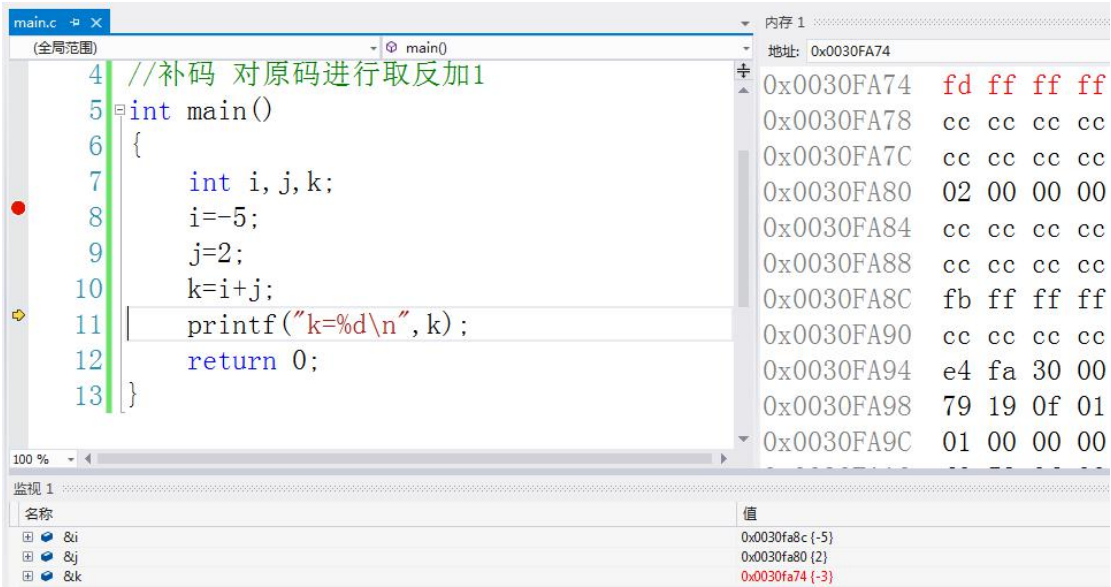 main.c
(全局范围)
main()
4 //补码 对原码进行取反加1
5 int main()
6 {
7 int i,j,k;
8 i=-5;
9 j=2;
10 k=i+j;
11 printf("k=%d\n",k);
12 return 0;
13 }
100 %
内存 1
地址: 0x0030FA74
0x0030FA74 fd ff ff ff
0x0030FA78 cc cc cc cc
0x0030FA7C cc cc cc cc
0x0030FA80 02 00 00 00
0x0030FA84 cc cc cc cc
0x0030FA88 cc cc cc cc
0x0030FA8C fb ff ff ff
0x0030FA90 cc cc cc cc
0x0030FA94 e4 fa 30 00
0x0030FA98 79 19 0f 01
0x0030FA9C 01 00 00 00
监视 1
名称 值
&i 0x0030fa8c {-5}
&j 0x0030fa80 {2}
&k 0x0030fa74 {-3}